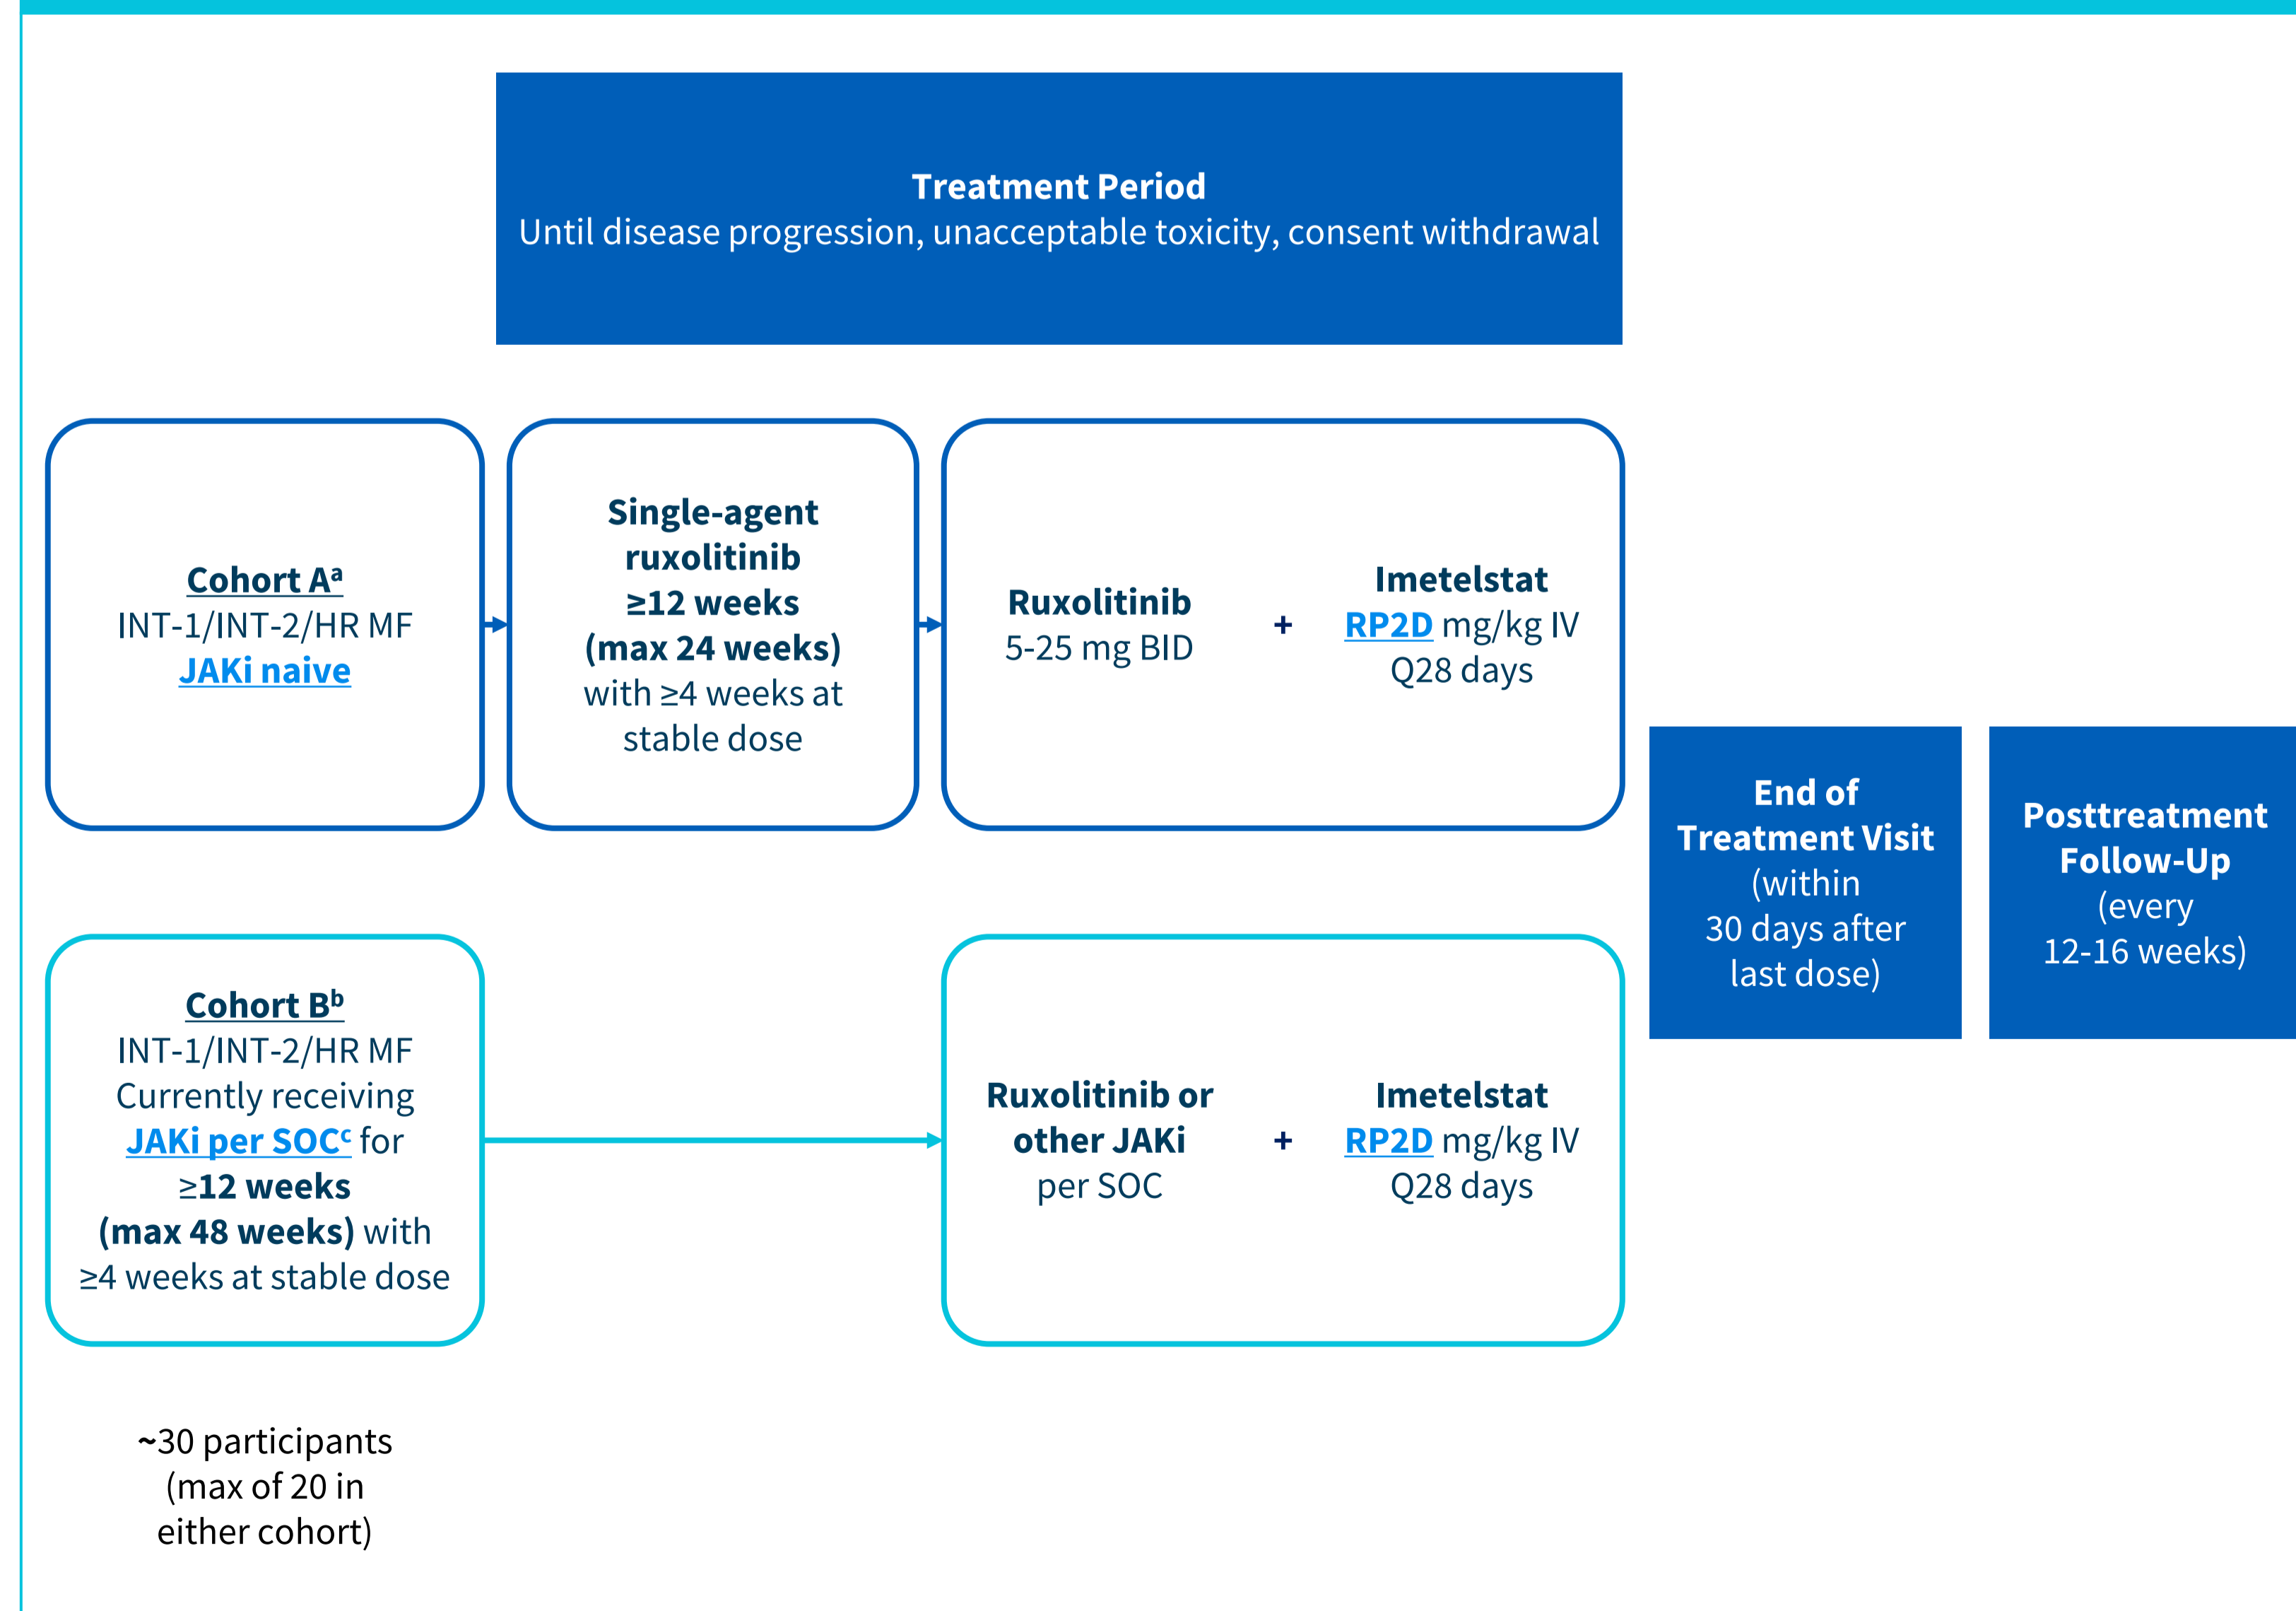 Treatment Period
Until disease progression, unacceptable toxicity, consent withdrawal
Cohort Aᵃ
INT-1/INT-2/HR MF
JAKi naive
Single-agent
ruxolitinib
≥12 weeks
(max 24 weeks)
with ≥4 weeks at
stable dose
Ruxolitinib
5-25 mg BID
+
Imetelstat
RP2D mg/kg IV
Q28 days
Cohort Bᵇ
INT-1/INT-2/HR MF
Currently receiving
JAKi per SOCᶜ for
≥12 weeks
(max 48 weeks) with
≥4 weeks at stable dose
Ruxolitinib or
other JAKi
per SOC
+
Imetelstat
RP2D mg/kg IV
Q28 days
End of
Treatment Visit
(within
30 days after
last dose)
Posttreatment
Follow-Up
(every
12-16 weeks)
~30 participants
(max of 20 in
either cohort)